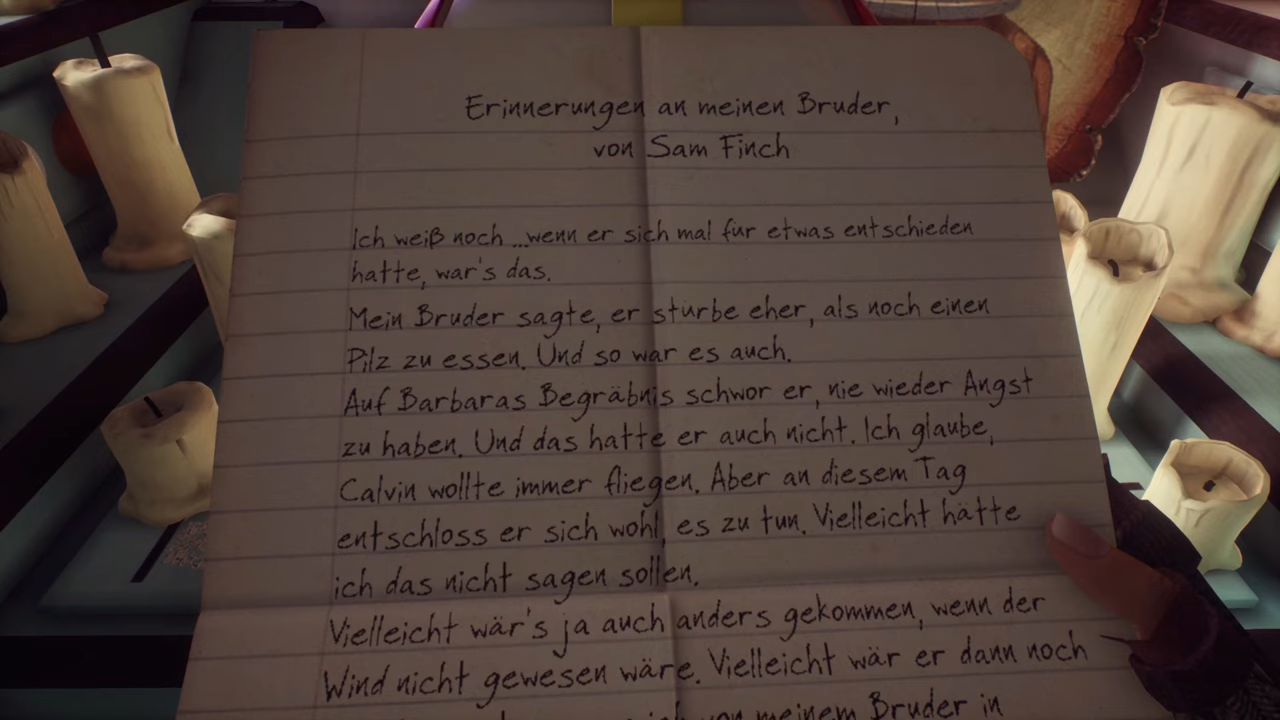 Erinnerungen an meinen Bruder,
von Sam Finch
Ich weiß noch ...wenn er sich mal für etwas entschieden
hatte, war's das.
Mein Bruder sagte, er stürbe eher, als noch einen
Pilz zu essen. Und so war es auch.
Auf Barbaras Begräbnis schwor er, nie wieder Angst
zu haben. Und das hatte er auch nicht. Ich glaube,
Calvin wollte immer fliegen. Aber an diesem Tag
entschloss er sich wohl, es zu tun. Vielleicht hätte
ich das nicht sagen sollen.
Vielleicht wär's ja auch anders gekommen, wenn der
Wind nicht gewesen wäre. Vielleicht wär er dann noch
von meinem Bruder in